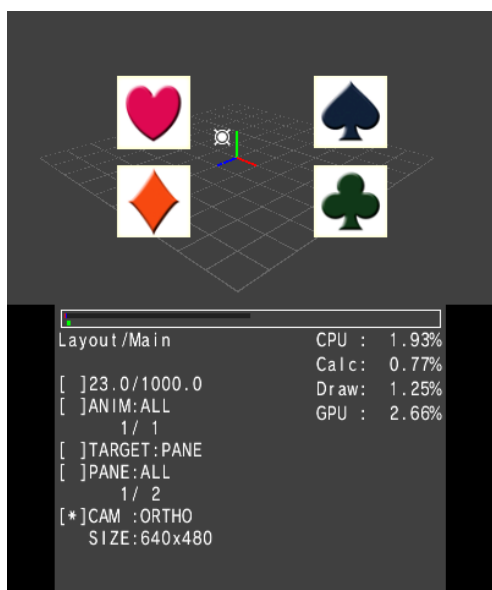 Layout/Main
CPU : 1.93%
Calc: 0.77%
[ ]23.0/1000.0
Draw: 1.25%
[ ]ANIM:ALL
GPU : 2.66%
1/ 1
[ ]TARGET:PANE
[ ]PANE:ALL
1/ 2
[*]CAM :ORTHO
SIZE:640x480